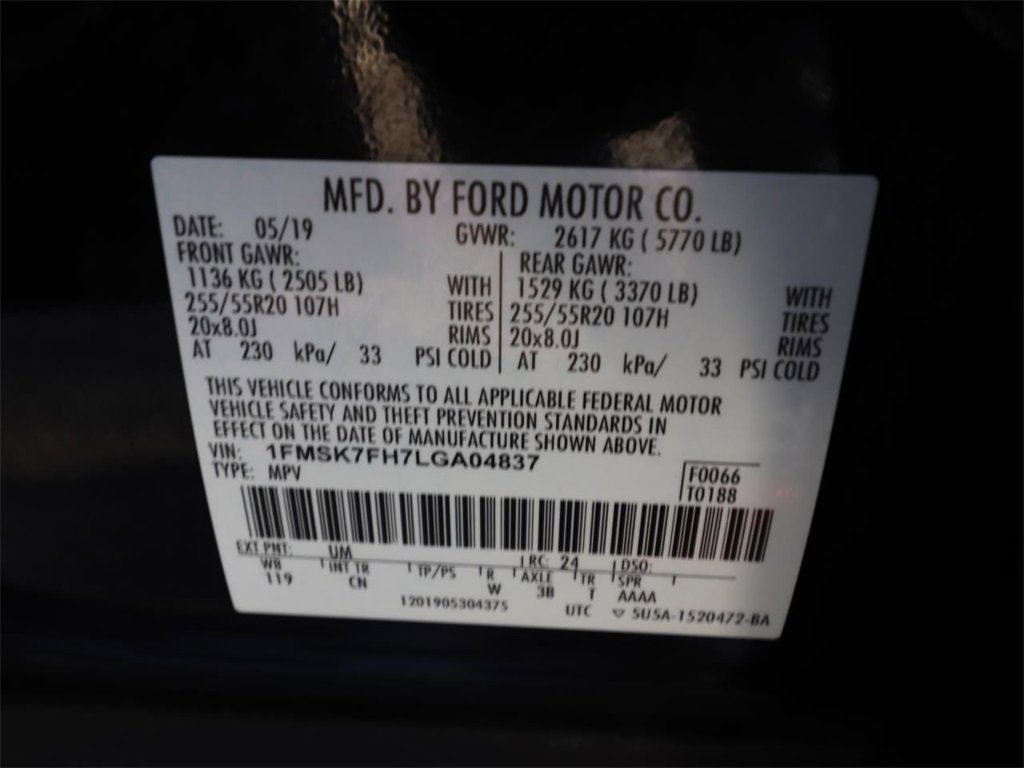 MFD. BY FORD MOTOR CO.
DATE: 05/19 GVWR: 2617 KG ( 5770 LB)
FRONT GAWR: REAR GAWR:
1136 KG ( 2505 LB) WITH 1529 KG ( 3370 LB) WITH
255/55R20 107H TIRES 255/55R20 107H TIRES
20x8.0J RIMS 20x8.0J RIMS
AT 230 kPa/ 33 PSI COLD AT 230 kPa/ 33 PSI COLD
THIS VEHICLE CONFORMS TO ALL APPLICABLE FEDERAL MOTOR
VEHICLE SAFETY AND THEFT PREVENTION STANDARDS IN
EFFECT ON THE DATE OF MANUFACTURE SHOWN ABOVE.
VIN: 1FMSK7FH7LGA04837
TYPE: MPV
F0066
T0188
EXT PNT: UM RC: 24 DSO:
WB INT TR TP/PS R AXLE TR SPR
119 CN W 3B T AAAA
1201905304375 UTC ▽ 5U5A-1520472-BA